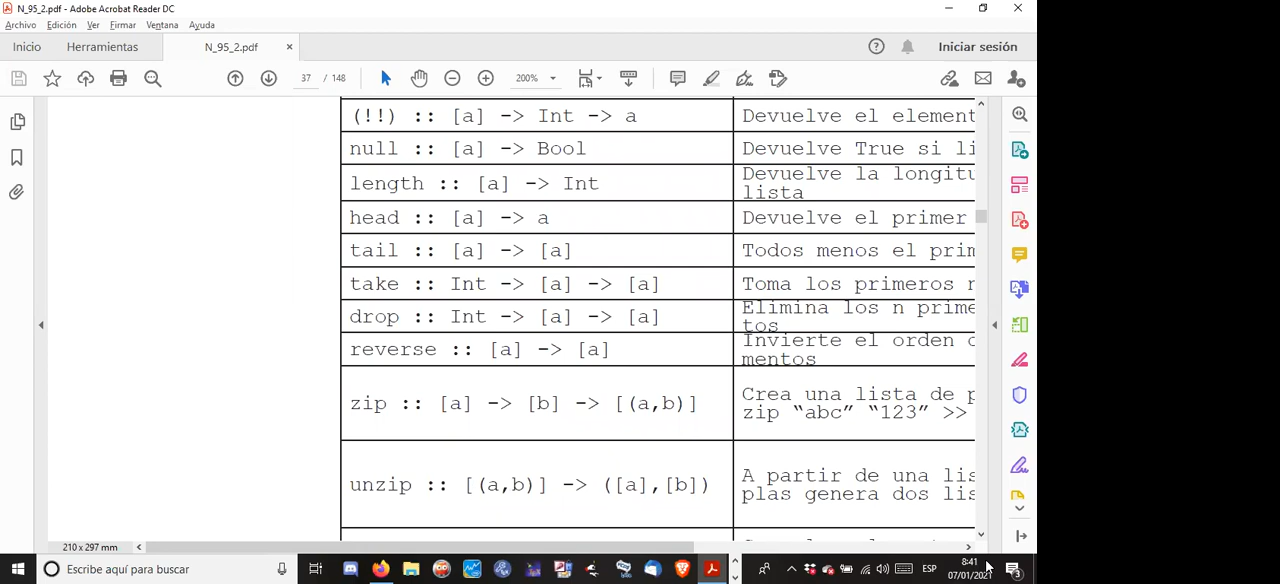 N_95_2.pdf - Adobe Acrobat Reader DC
Archivo Edición Ver Firmar Ventana Ayuda
Inicio Herramientas N_95_2.pdf × Iniciar sesión
37 / 148 200%
(!!) :: [a] -> Int -> a Devuelve el element
null :: [a] -> Bool Devuelve True si li
length :: [a] -> Int Devuelve la longitu
lista
head :: [a] -> a Devuelve el primer
tail :: [a] -> [a] Todos menos el prim
take :: Int -> [a] -> [a] Toma los primeros n
drop :: Int -> [a] -> [a] Elimina los n prime
tos
reverse :: [a] -> [a] Invierte el orden
mentos
zip :: [a] -> [b] -> [(a,b)] Crea una lista de p
zip “abc” “123” >>
unzip :: [(a,b)] -> ([a],[b]) A partir de una lis
plas genera dos lis
210 x 297 mm
Escribe aquí para buscar ESP 8:41
07/01/2021 3